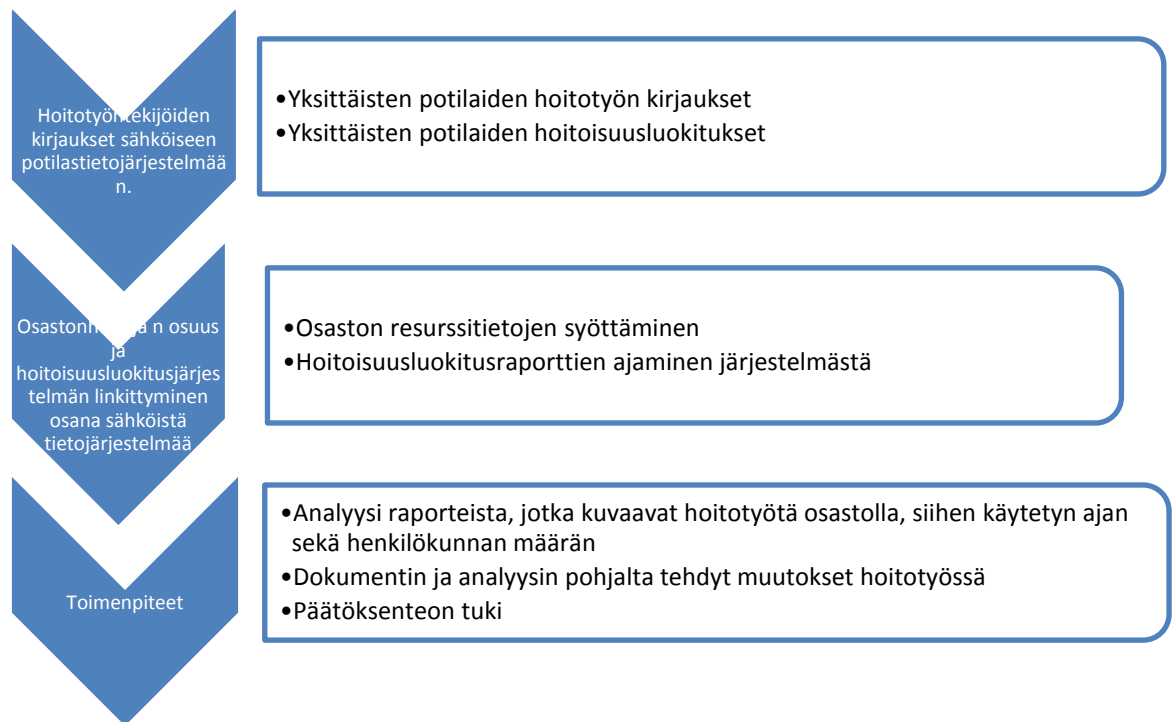 Hoitotyöntekijöiden
kirjaukset sähköiseen
potilastietojärjestelmää
n.
•Yksittäisten potilaiden hoitotyön kirjaukset
•Yksittäisten potilaiden hoitoisuusluokitukset
n osuus
ja
hoitoisuusluokitusjärjes
telmän linkittyminen
osana sähköistä
tietojärjestelmää
•Osaston resurssitietojen syöttäminen
•Hoitoisuusluokitusraporttien ajaminen järjestelmästä
Toimenpiteet
•Analyysi raporteista, jotka kuvaavat hoitotyötä osastolla, siihen käytetyn ajan
sekä henkilökunnan määrän
•Dokumentin ja analyysin pohjalta tehdyt muutokset hoitotyössä
•Päätöksenteon tuki